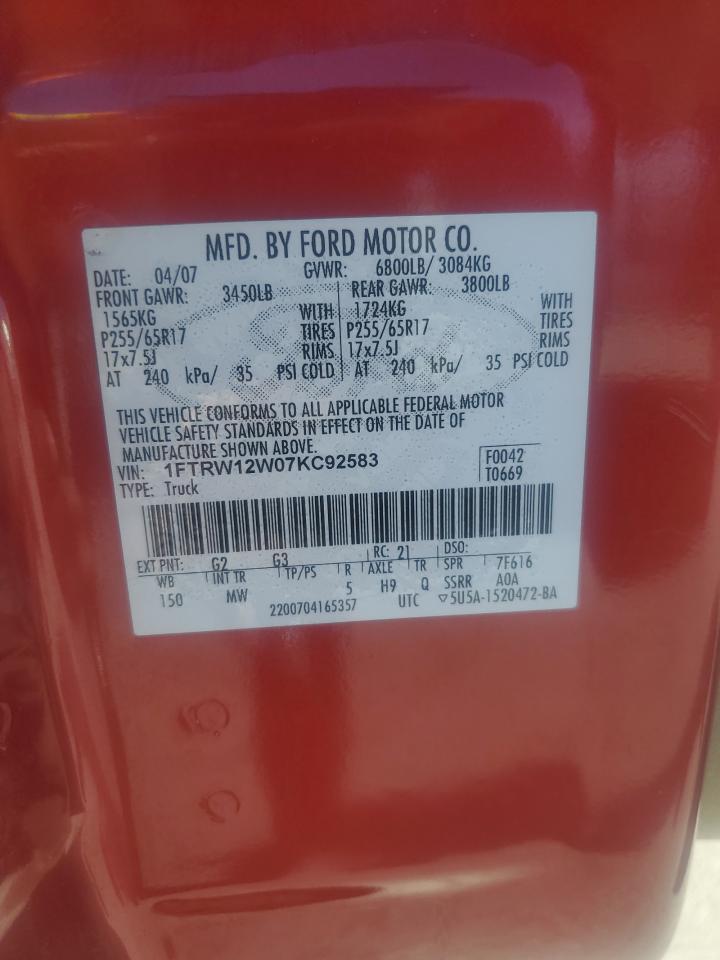 MFD. BY FORD MOTOR CO.
DATE: 04/07 GVWR: 6800LB/ 3084KG
FRONT GAWR: 3450LB REAR GAWR: 3800LB
1565KG WITH 1724KG WITH
P255/65R17 TIRES P255/65R17 TIRES
17x7.5J RIMS 17x7.5J RIMS
AT 240 kPa/ 35 PSI COLD AT 240 kPa/ 35 PSI COLD
THIS VEHICLE CONFORMS TO ALL APPLICABLE FEDERAL MOTOR
VEHICLE SAFETY STANDARDS IN EFFECT ON THE DATE OF
MANUFACTURE SHOWN ABOVE.
VIN: 1FTRW12W07KC92583 F0042
TYPE: Truck T0669
EXT PNT: G2 G3 RC: 21 DSO:
WB INT TR TP/PS R AXLE TR SPR 7F616
150 MW 5 H9 Q SSRR A0A
2200704165357 UTC ▽5U5A-1520472-BA